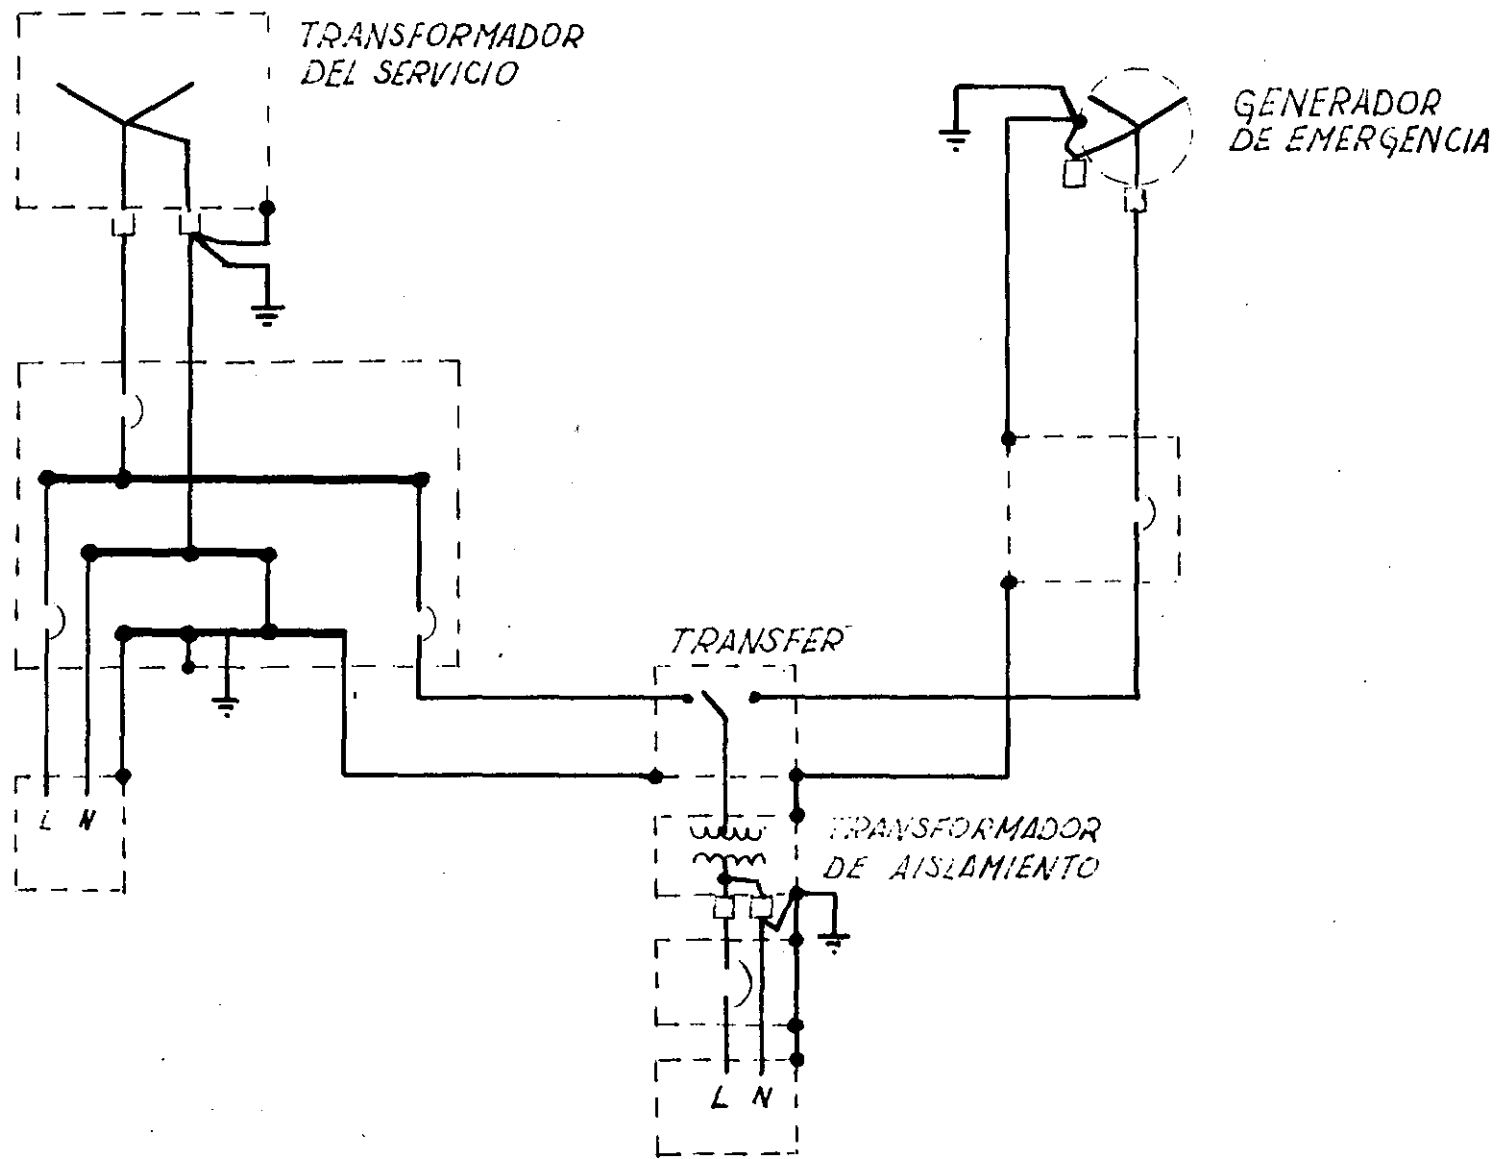 TRANSFORMADOR
DEL SERVICIO
GENERADOR
DE EMERGENCIA
TRANSFER
L N
TRANSFORMADOR
DE AISLAMIENTO
L N